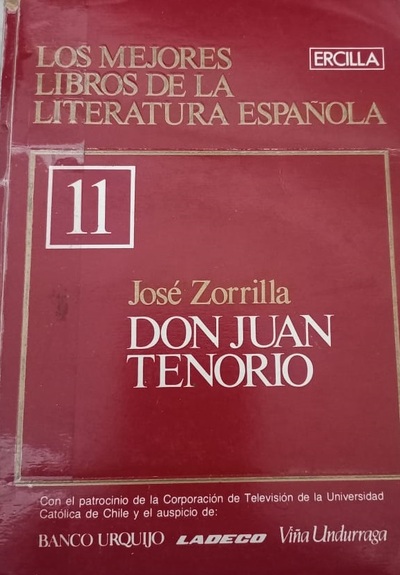 LOS MEJORES
LIBROS DE LA
LITERATURA ESPAÑOLA
ERCILLA
11
José Zorrilla
DON JUAN
TENORIO
Con el patrocinio de la Corporación de Televisión de la Universidad
Católica de Chile y el auspicio de:
BANCO URQUIJO LADECO Viña Undurraga